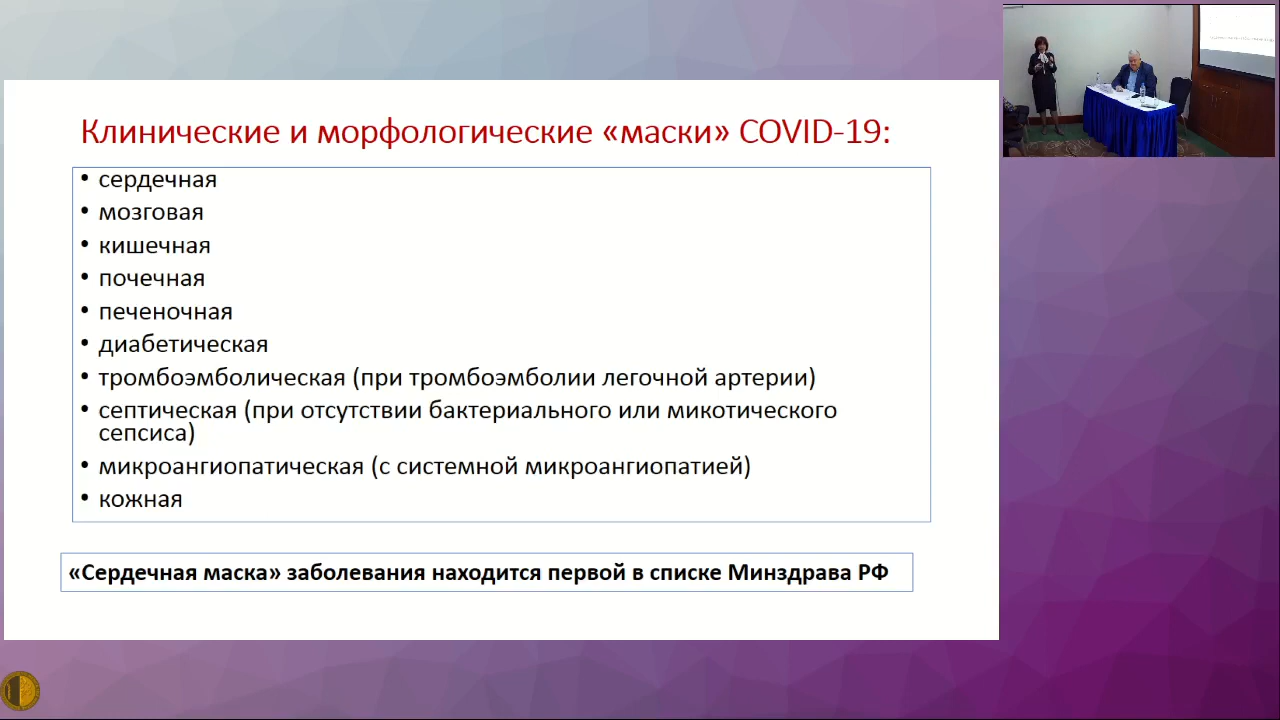 Клинические и морфологические «маски» COVID-19:
• сердечная
• мозговая
• кишечная
• почечная
• печеночная
• диабетическая
• тромбоэмболическая (при тромбоэмболии легочной артерии)
• септическая (при отсутствии бактериального или микотического
сепсиса)
• микроангиопатическая (с системной микроангиопатией)
• кожная
«Сердечная маска» заболевания находится первой в списке Минздрава РФ